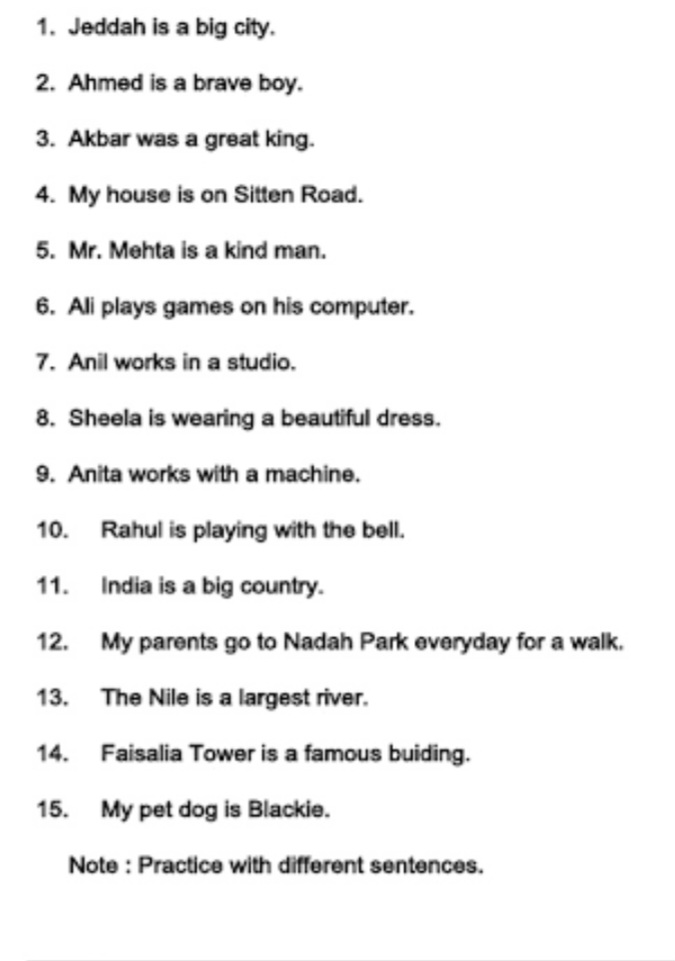 1. Jeddah is a big city.
2. Ahmed is a brave boy.
3. Akbar was a great king.
4. My house is on Sitten Road.
5. Mr. Mehta is a kind man.
6. Ali plays games on his computer.
7. Anil works in a studio.
8. Sheela is wearing a beautiful dress.
9. Anita works with a machine.
10. Rahul is playing with the bell.
11. India is a big country.
12. My parents go to Nadah Park everyday for a walk.
13. The Nile is a largest river.
14. Faisalia Tower is a famous buiding.
15. My pet dog is Blackie.
Note : Practice with different sentences.